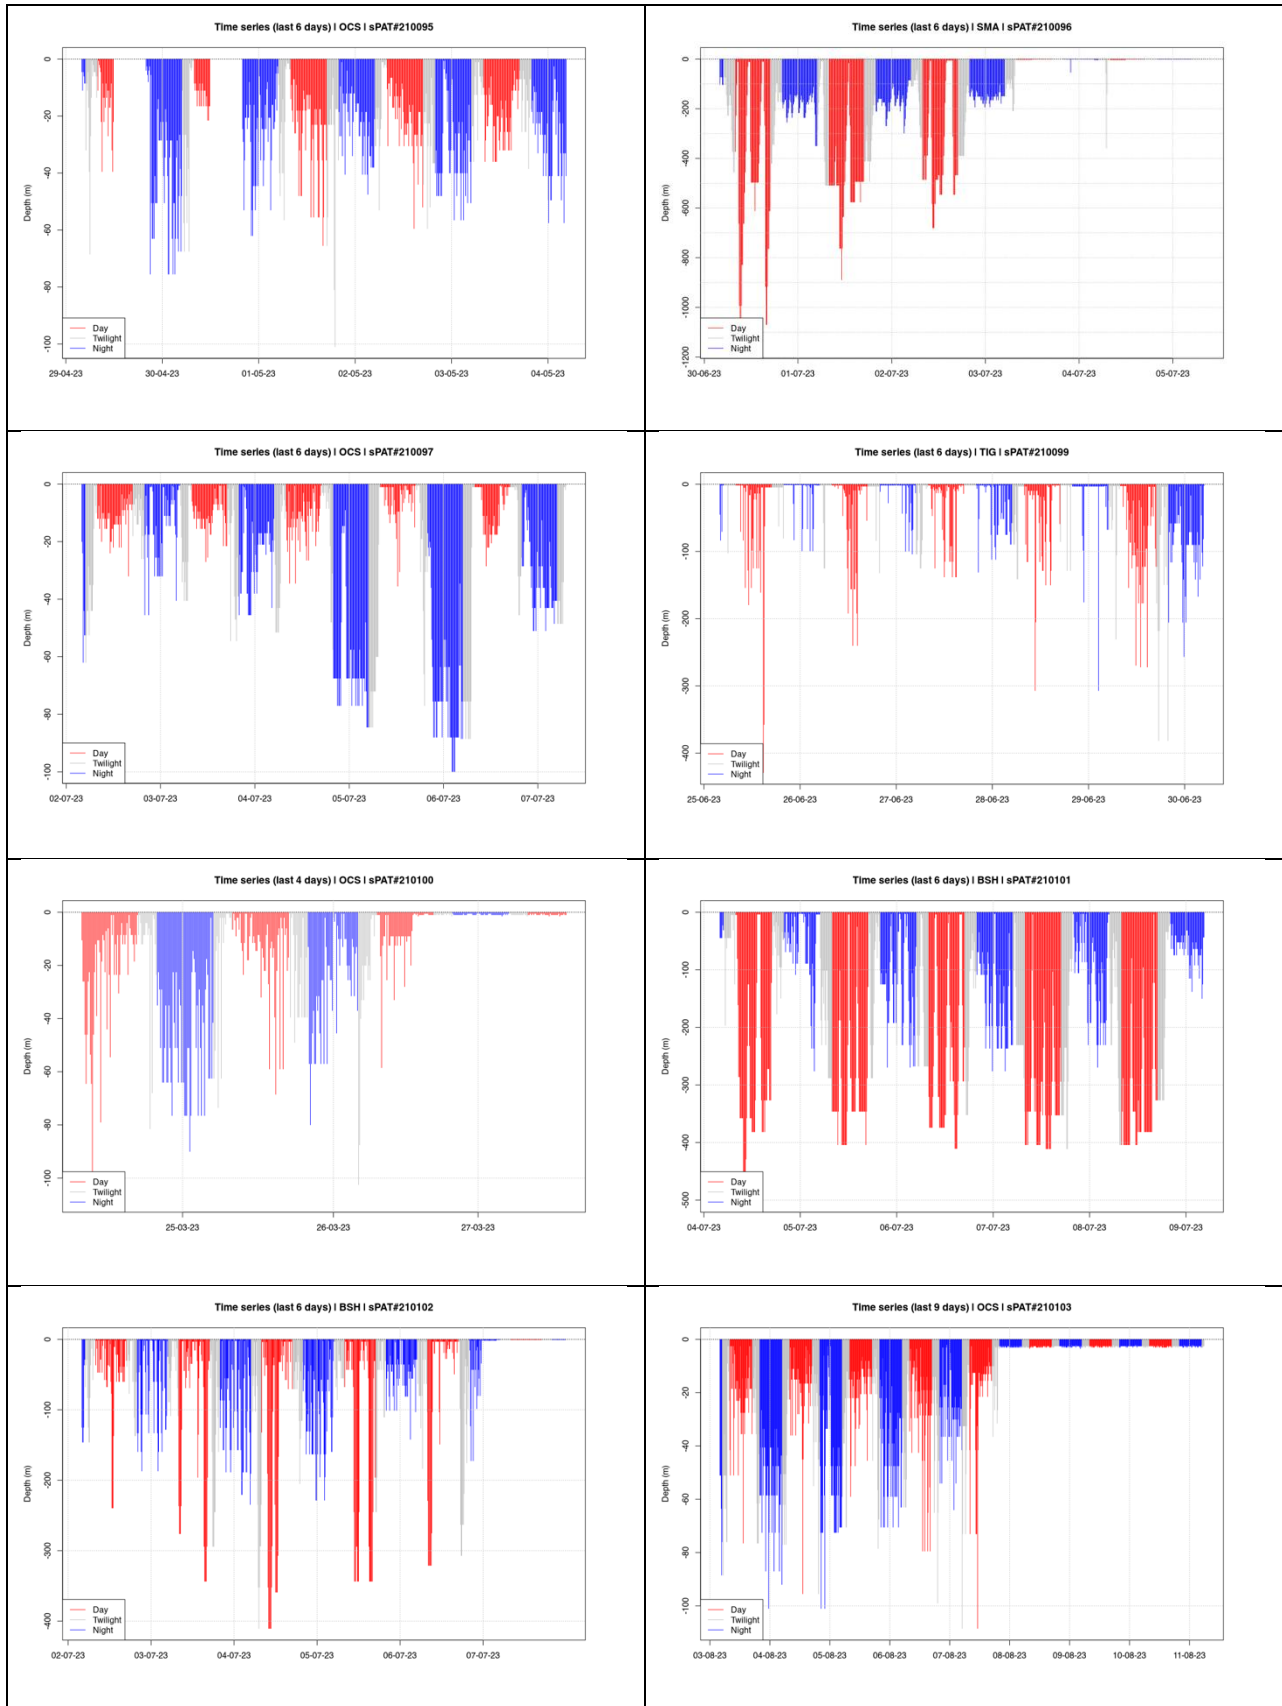 Time series (last 6 days) | OCS | sPAT#210095
Depth (m)
0
-20
-40
-60
-80
-100
Day
Twilight
Night
29-04-23 30-04-23 01-05-23 02-05-23 03-05-23 04-05-23
Time series (last 6 days) | SMA | sPAT#210096
0
-200
-400
-600
-800
-1000
-1200
Day
Twilight
Night
30-06-23 01-07-23 02-07-23 03-07-23 04-07-23 05-07-23
Time series (last 6 days) | OCS | sPAT#210097
Depth (m)
0
-20
-40
-60
-80
-100
Day
Twilight
Night
02-07-23 03-07-23 04-07-23 05-07-23 06-07-23 07-07-23
Time series (last 6 days) | TIG | sPAT#210099
Depth (m)
0
-100
-200
-300
-400
Day
Twilight
Night
25-06-23 26-06-23 27-06-23 28-06-23 29-06-23 30-06-23
Time series (last 4 days) | OCS | sPAT#210100
Depth (m)
0
-20
-40
-60
-80
-100
Day
Twilight
Night
25-03-23 26-03-23 27-03-23
Time series (last 6 days) | BSH | sPAT#210101
Depth (m)
0
-100
-200
-300
-400
-500
Day
Twilight
Night
04-07-23 05-07-23 06-07-23 07-07-23 08-07-23 09-07-23
Time series (last 6 days) | BSH | sPAT#210102
Depth (m)
0
-100
-200
-300
-400
Day
Twilight
Night
02-07-23 03-07-23 04-07-23 05-07-23 06-07-23 07-07-23
Time series (last 9 days) | OCS | sPAT#210103
Depth (m)
0
-20
-40
-60
-80
-100
Day
Twilight
Night
03-08-23 04-08-23 05-08-23 06-08-23 07-08-23 08-08-23 09-08-23 10-08-23 11-08-23